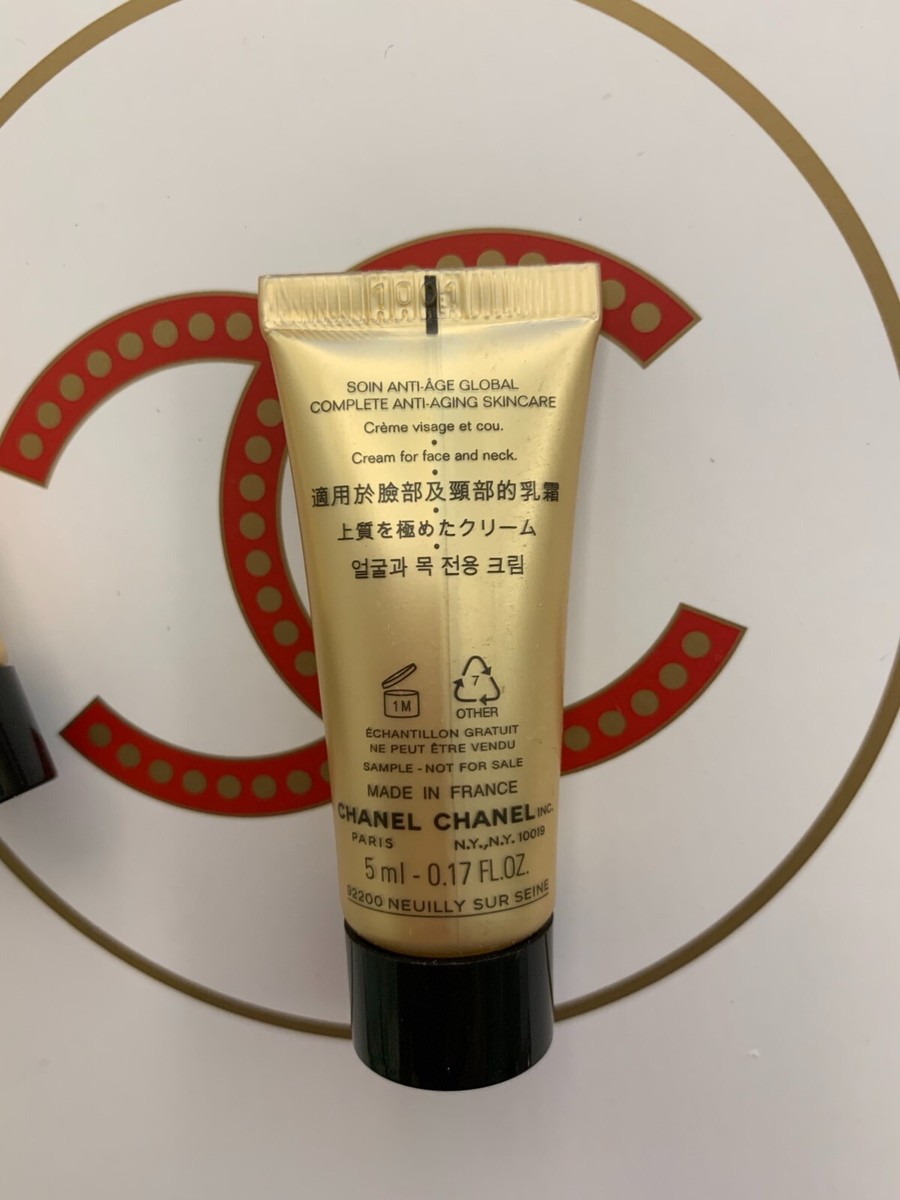 SOIN ANTI-ÂGE GLOBAL
COMPLETE ANTI-AGING SKINCARE
Crème visage et cou.
Cream for face and neck.
適用於臉部及頸部的乳霜
上質を極めたクリーム
얼굴과 목 전용 크림
1M
7
OTHER
ÉCHANTILLON GRATUIT
NE PEUT ÊTRE VENDU
SAMPLE - NOT FOR SALE
MADE IN FRANCE
CHANEL CHANEL INC.
PARIS N.Y.,N.Y. 10019
5 ml - 0.17 FL.OZ.
92200 NEUILLY SUR SEINE